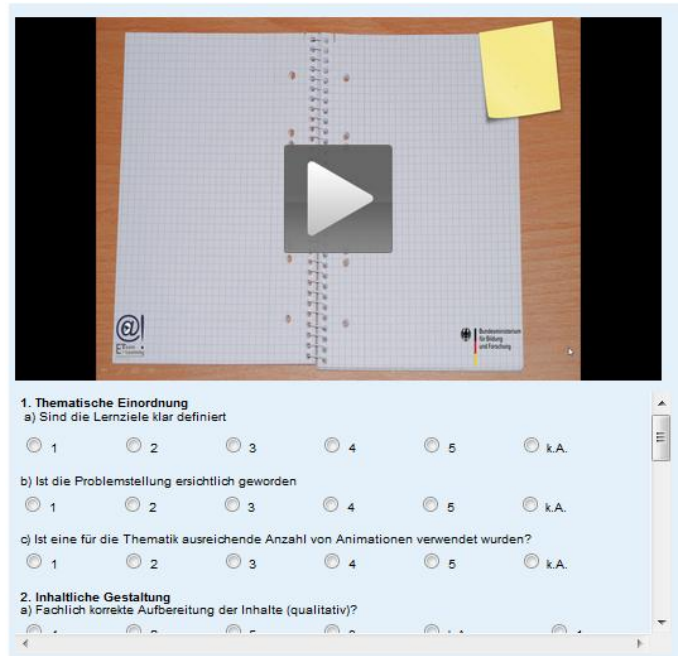 @!
Bundesministerium
für Bildung
und Forschung
1. Thematische Einordnung
a) Sind die Lernziele klar definiert
1 2 3 4 5 k.A.
b) Ist die Problemstellung ersichtlich geworden
1 2 3 4 5 k.A.
c) Ist eine für die Thematik ausreichende Anzahl von Animationen verwendet wurden?
1 2 3 4 5 k.A.
2. Inhaltliche Gestaltung
a) Fachlich korrekte Aufbereitung der Inhalte (qualitativ)?